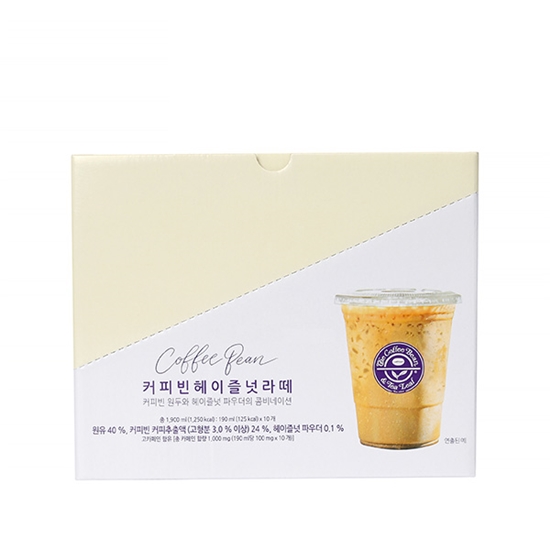 Coffee Bean
커피빈헤이즐넛라떼
커피빈 원두와 헤이즐넛 파우더의 콤비네이션
총 1,900 ml (1,250 kcal) : 190 ml (125 kcal) x 10개
원유 40 %, 커피빈 커피추출액 (고형분 3.0 % 이상) 24 %, 헤이즐넛 파우더 0.1 %
고카페인 함유 [총 카페인 함량 1,000 mg (190 ml당 100 mg x 10개)]
The Coffee Bean
& Tea Leaf
연출된 예